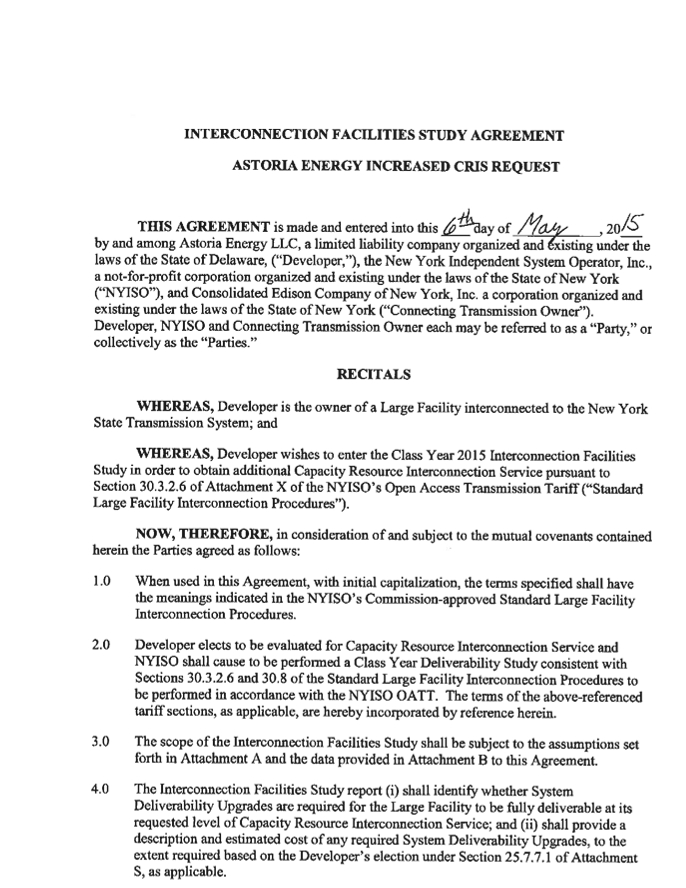 INTERCONNECTION FACILITIES STUDY AGREEMENT
ASTORIA ENERGY INCREASED CRIS REQUEST
THIS AGREEMENT is made and entered into this 6th day of May, 2015
by and among Astoria Energy LLC, a limited liability company organized and existing under the
laws of the State of Delaware, ("Developer,"), the New York Independent System Operator, Inc.,
a not-for-profit corporation organized and existing under the laws of the State of New York
("NYISO"), and Consolidated Edison Company of New York, Inc. a corporation organized and
existing under the laws of the State of New York ("Connecting Transmission Owner").
Developer, NYISO and Connecting Transmission Owner each may be referred to as a "Party," or
collectively as the "Parties."
RECITALS
WHEREAS, Developer is the owner of a Large Facility interconnected to the New York
State Transmission System; and
WHEREAS, Developer wishes to enter the Class Year 2015 Interconnection Facilities
Study in order to obtain additional Capacity Resource Interconnection Service pursuant to
Section 30.3.2.6 of Attachment X of the NYISO's Open Access Transmission Tariff ("Standard
Large Facility Interconnection Procedures").
NOW, THEREFORE, in consideration of and subject to the mutual covenants contained
herein the Parties agreed as follows:
1.0 When used in this Agreement, with initial capitalization, the terms specified shall have
the meanings indicated in the NYISO's Commission-approved Standard Large Facility
Interconnection Procedures.
2.0 Developer elects to be evaluated for Capacity Resource Interconnection Service and
NYISO shall cause to be performed a Class Year Deliverability Study consistent with
Sections 30.3.2.6 and 30.8 of the Standard Large Facility Interconnection Procedures to
be performed in accordance with the NYISO OATT. The terms of the above-referenced
tariff sections, as applicable, are hereby incorporated by reference herein.
3.0 The scope of the Interconnection Facilities Study shall be subject to the assumptions set
forth in Attachment A and the data provided in Attachment B to this Agreement.
4.0 The Interconnection Facilities Study report (i) shall identify whether System
Deliverability Upgrades are required for the Large Facility to be fully deliverable at its
requested level of Capacity Resource Interconnection Service; and (ii) shall provide a
description and estimated cost of any required System Deliverability Upgrades, to the
extent required based on the Developer's election under Section 25.7.7.1 of Attachment
S, as applicable.